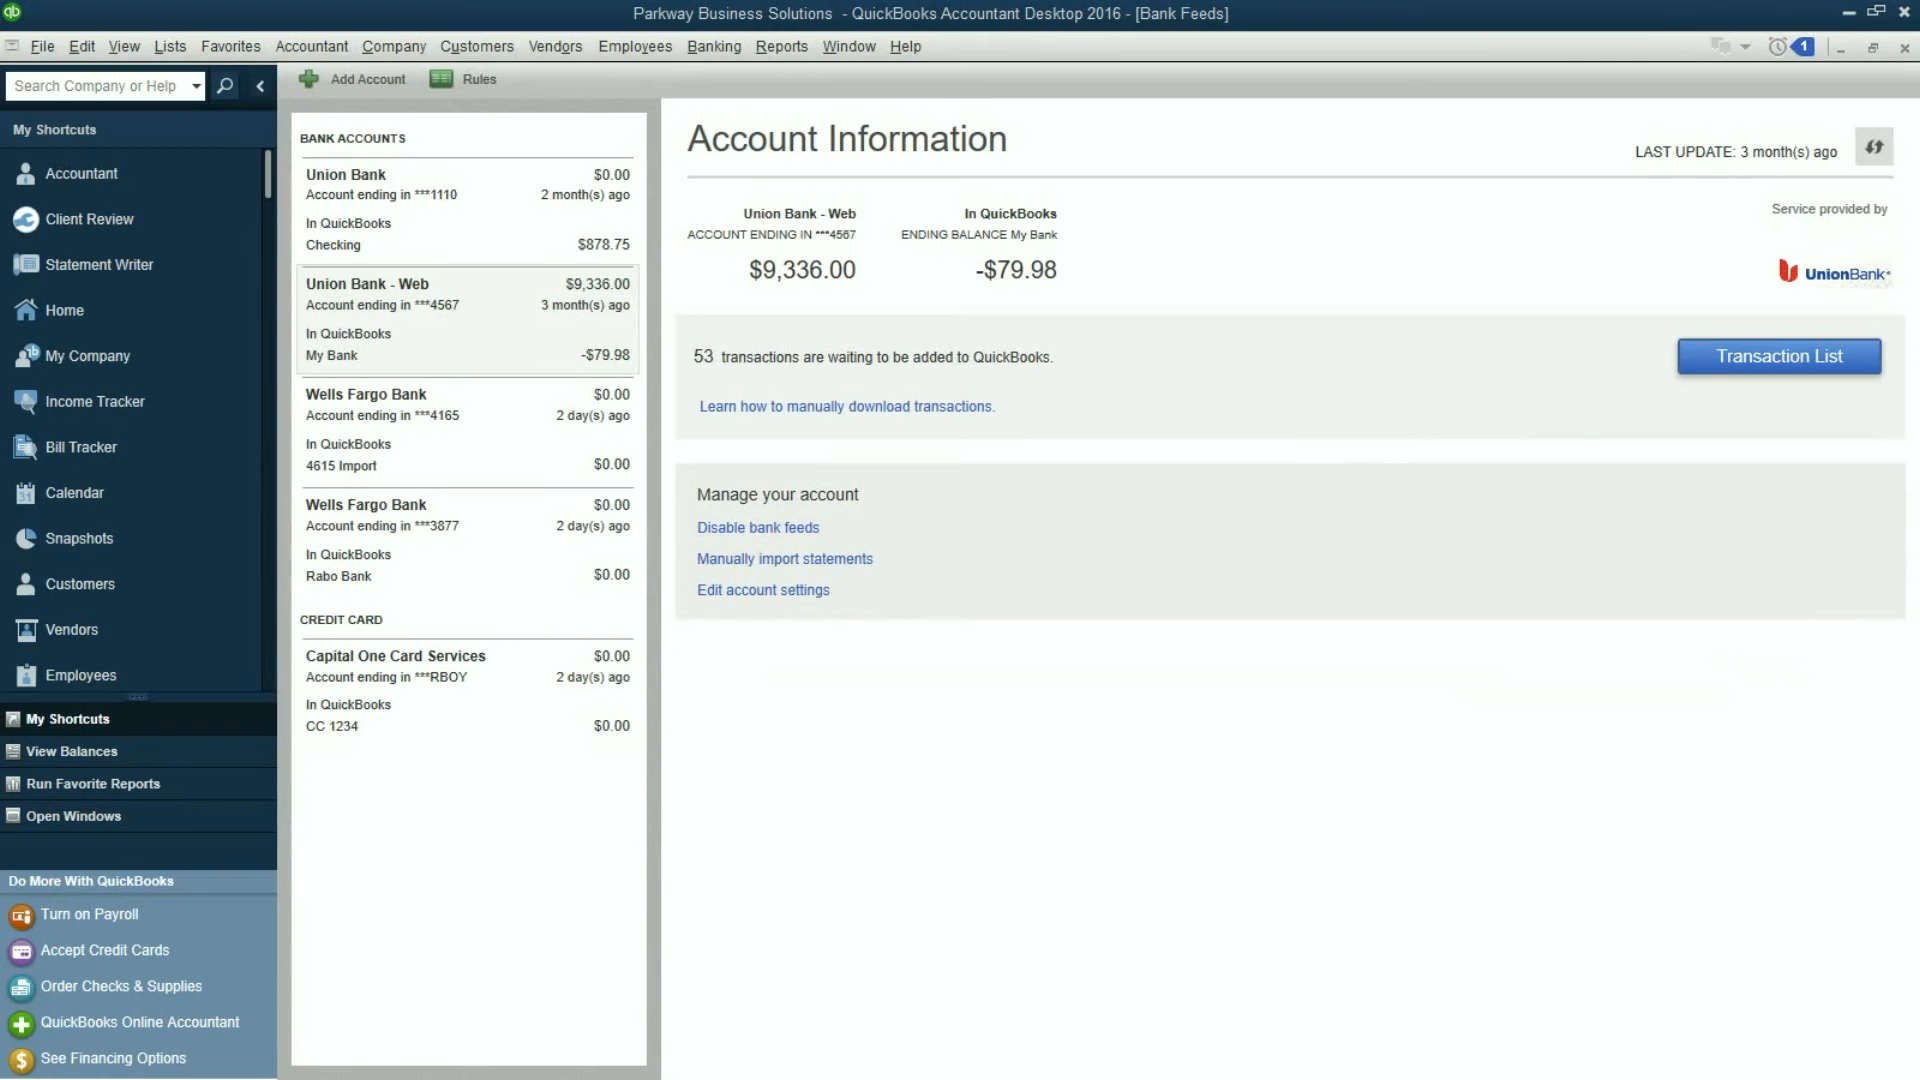 qb
Parkway Business Solutions - QuickBooks Accountant Desktop 2016 - [Bank Feeds]
File Edit View Lists Favorites Accountant Company Customers Vendors Employees Banking Reports Window Help
1
Search Company or Help
Add Account
Rules
My Shortcuts
Accountant
Client Review
Statement Writer
Home
My Company
Income Tracker
Bill Tracker
Calendar
Snapshots
Customers
Vendors
Employees
My Shortcuts
View Balances
Run Favorite Reports
Open Windows
Do More With QuickBooks
Turn on Payroll
Accept Credit Cards
Order Checks & Supplies
QuickBooks Online Accountant
See Financing Options
BANK ACCOUNTS
Union Bank $0.00
Account ending in ***1110 2 month(s) ago
In QuickBooks
Checking $878.75
Union Bank - Web $9,336.00
Account ending in ***4567 3 month(s) ago
In QuickBooks
My Bank -$79.98
Wells Fargo Bank $0.00
Account ending in ***4165 2 day(s) ago
In QuickBooks
4615 Import $0.00
Wells Fargo Bank $0.00
Account ending in ***3877 2 day(s) ago
In QuickBooks
Rabo Bank $0.00
CREDIT CARD
Capital One Card Services $0.00
Account ending in ***RBOY 2 day(s) ago
In QuickBooks
CC 1234 $0.00
Account Information
LAST UPDATE: 3 month(s) ago
Union Bank - Web In QuickBooks
ACCOUNT ENDING IN ***4567 ENDING BALANCE My Bank
$9,336.00 -$79.98
Service provided by
UnionBank
53 transactions are waiting to be added to QuickBooks.
Transaction List
Learn how to manually download transactions.
Manage your account
Disable bank feeds
Manually import statements
Edit account settings